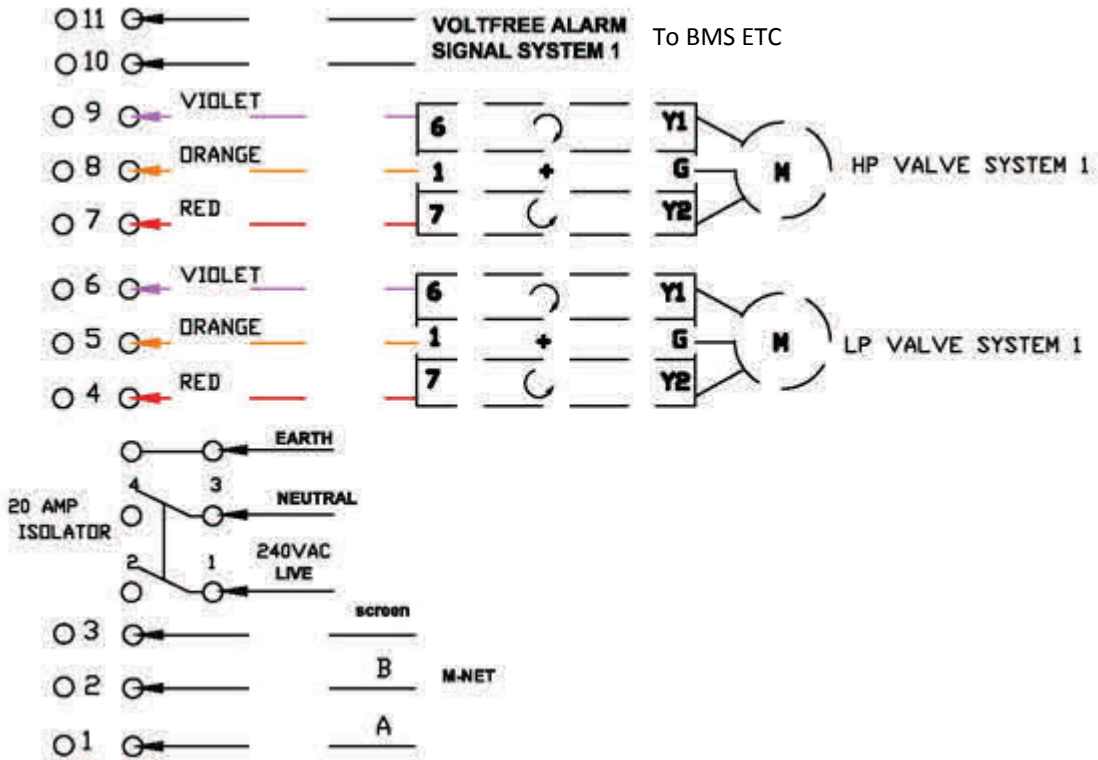 11
VOLTFREE ALARM
SIGNAL SYSTEM 1
To BMS ETC
10
9 VIOLET 6 Y1
8 ORANGE 1 + G M HP VALVE SYSTEM 1
7 RED 7 Y2
6 VIOLET 6 Y1
5 ORANGE 1 + G M LP VALVE SYSTEM 1
4 RED 7 Y2
EARTH
4 3
20 AMP
ISOLATOR
NEUTRAL
2 1
240VAC
LIVE
screen
3
B
2
M-NET
A
1